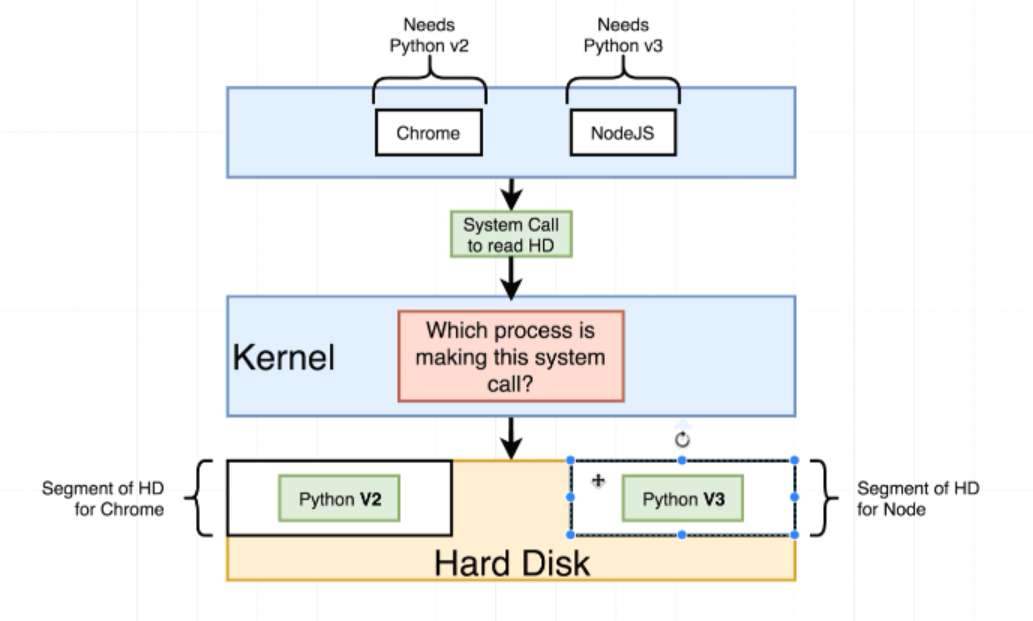 Needs
Python v2
Needs
Python v3
Chrome
NodeJS
System Call
to read HD
Kernel
Which process is
making this system
call?
Segment of HD
for Chrome
Python V2
Python V3
Segment of HD
for Node
Hard Disk